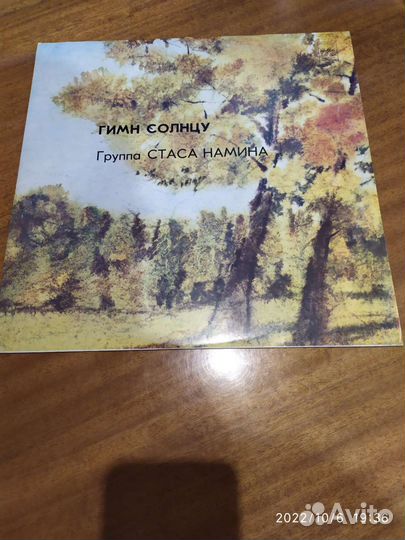 ГИМН СОЛНЦУ
Группа СТАСА НАМИНА
2022/10/6 19:36
Avito